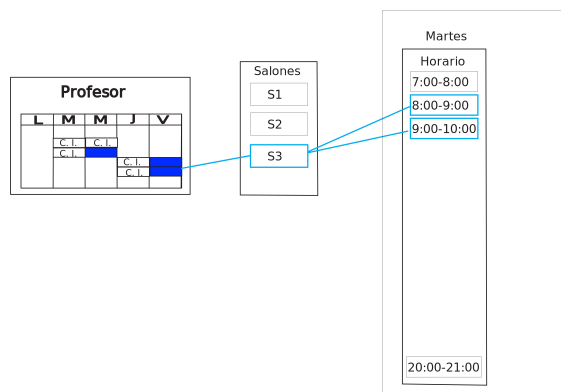 Profesor
L M M J V
C. I. C. I.
C. I.
C. I.
C. I.
Salones
S1
S2
S3
Martes
Horario
7:00-8:00
8:00-9:00
9:00-10:00
20:00-21:00